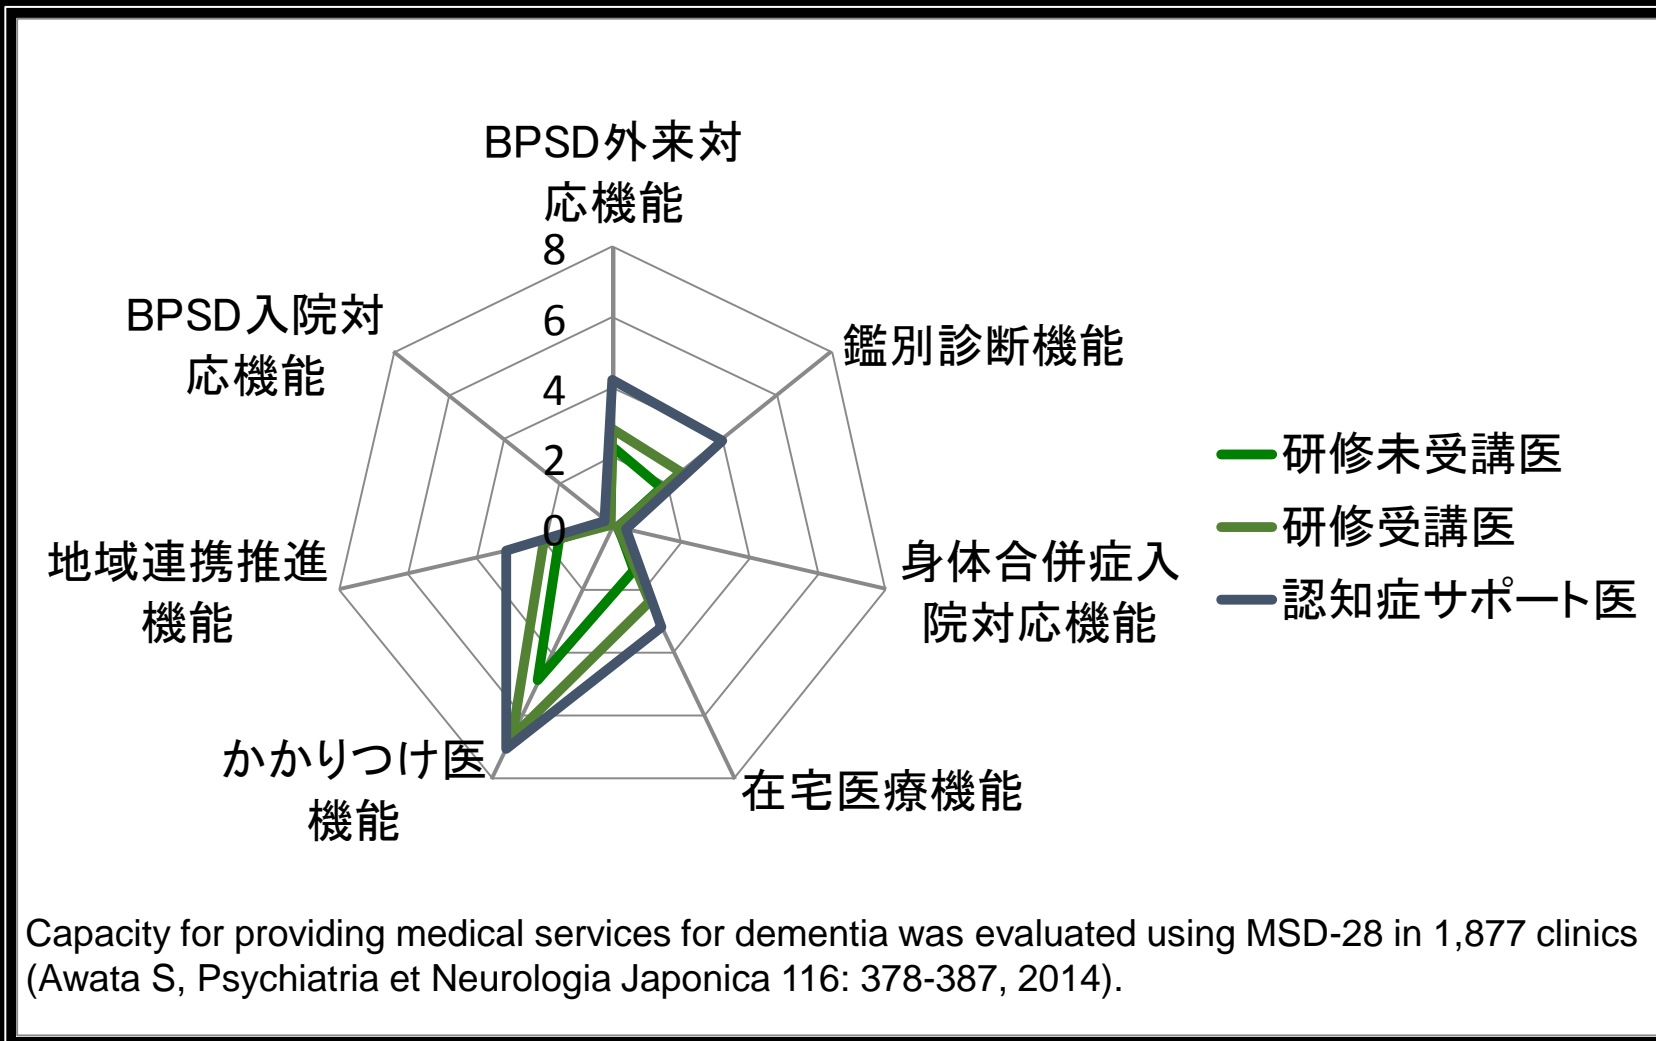 BPSD外来対
応機能
8
6
4
2
0
鑑別診断機能
身体合併症入
院対応機能
在宅医療機能
かかりつけ医
機能
地域連携推進
機能
BPSD入院対
応機能
研修未受講医
研修受講医
認知症サポート医
Capacity for providing medical services for dementia was evaluated using MSD-28 in 1,877 clinics
(Awata S, Psychiatria et Neurologia Japonica 116: 378-387, 2014).